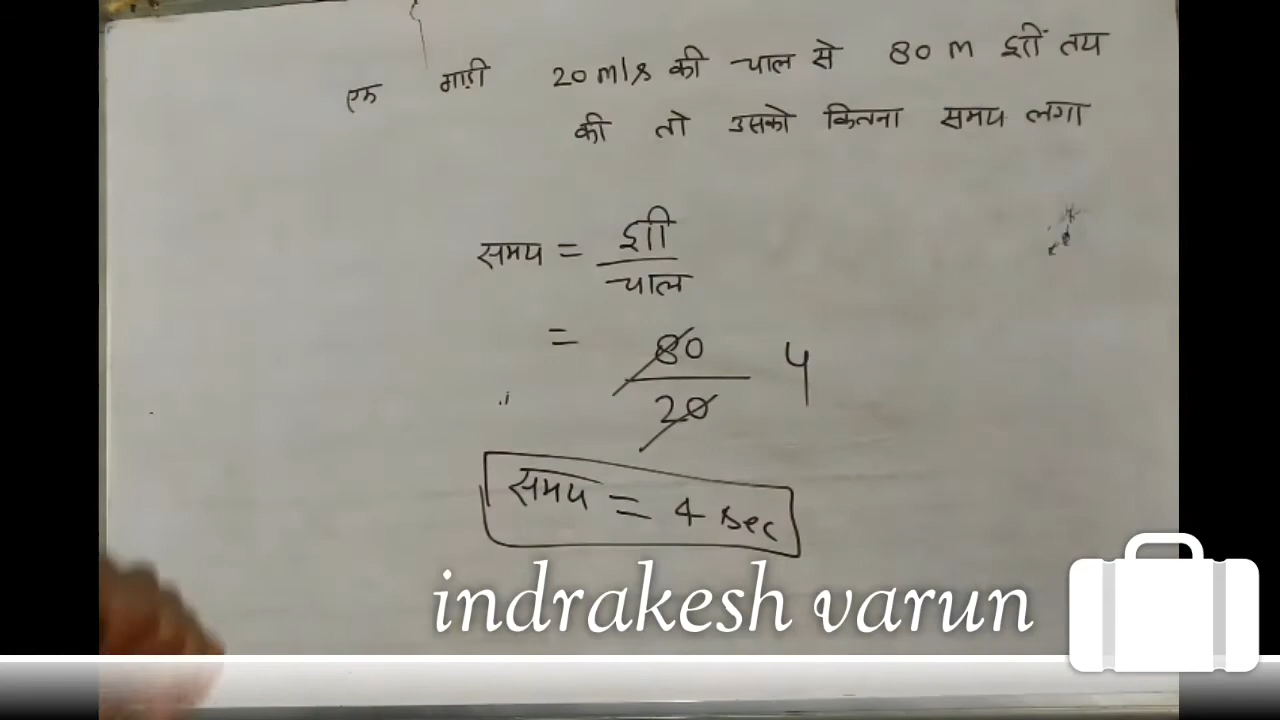 एक गाड़ी 20 m/s की चाल से 80 m दूरी तय
की तो उसको कितना समय लगा
समय = दूरी
चाल
= 80 4
20
समय = 4 sec
indrakesh varun